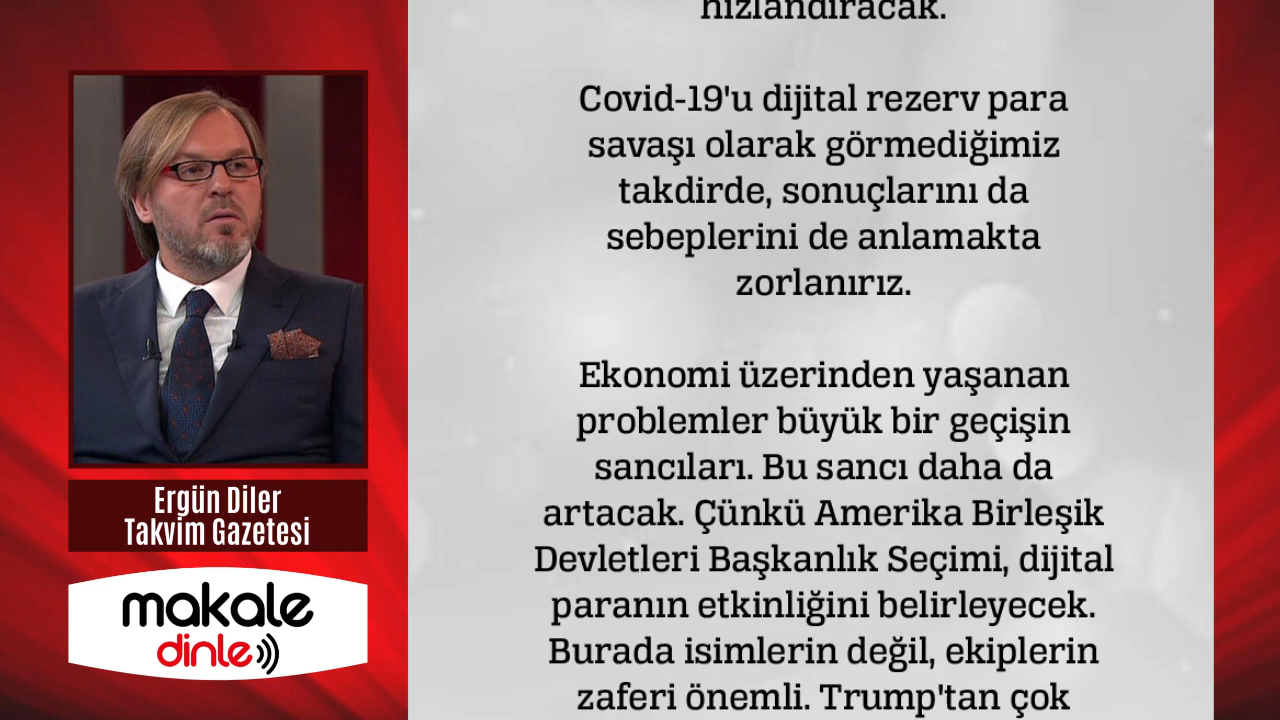 hızlandıracak.
Covid-19'u dijital rezerv para
savaşı olarak görmediğimiz
takdirde, sonuçlarını da
sebeplerini de anlamakta
zorlanırız.
Ekonomi üzerinden yaşanan
problemler büyük bir geçişin
sancıları. Bu sancı daha da
artacak. Çünkü Amerika Birleşik
Devletleri Başkanlık Seçimi, dijital
paranın etkinliğini belirleyecek.
Burada isimlerin değil, ekiplerin
zaferi önemli. Trump'tan çok
Ergün Diler
Takvim Gazetesi
makale
dinle